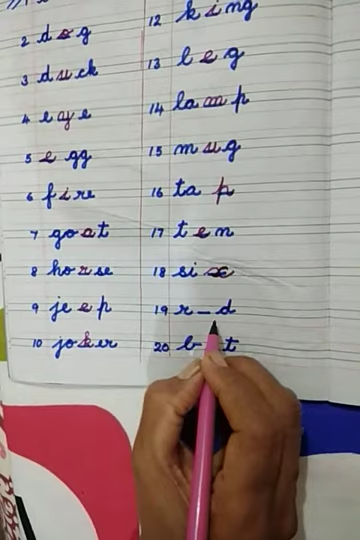 2 dog
3 duck
4 eye
5 egg
6 fire
7 goat
8 horse
9 jeep
10 joker
12 king
13 leg
14 lamp
15 mug
16 tap
17 ten
18 six
19 r_d
20 b t